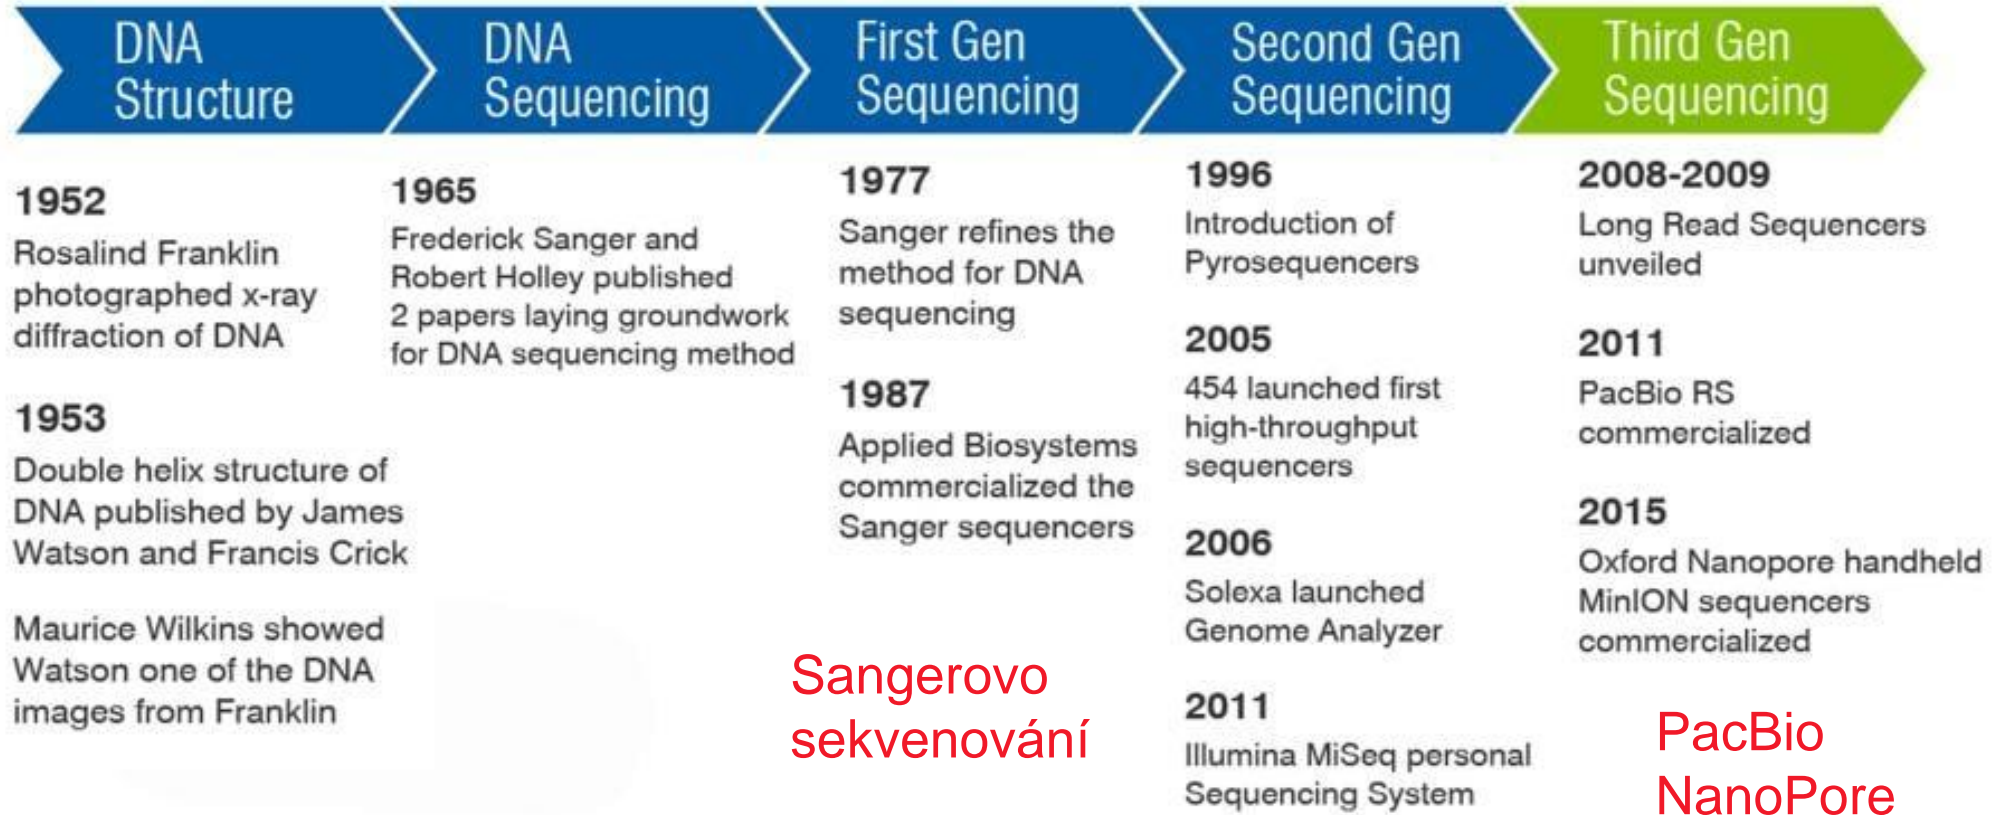 DNA
Structure
DNA
Sequencing
First Gen
Sequencing
Second Gen
Sequencing
Third Gen
Sequencing
1952
Rosalind Franklin
photographed x-ray
diffraction of DNA
1953
Double helix structure of
DNA published by James
Watson and Francis Crick
Maurice Wilkins showed
Watson one of the DNA
images from Franklin
1965
Frederick Sanger and
Robert Holley published
2 papers laying groundwork
for DNA sequencing method
1977
Sanger refines the
method for DNA
sequencing
1987
Applied Biosystems
commercialized the
Sanger sequencers
Sangerovo
sekvenování
1996
Introduction of
Pyrosequencers
2005
454 launched first
high-throughput
sequencers
2006
Solexa launched
Genome Analyzer
2011
Illumina MiSeq personal
Sequencing System
2008-2009
Long Read Sequencers
unveiled
2011
PacBio RS
commercialized
2015
Oxford Nanopore handheld
MinION sequencers
commercialized
PacBio
NanoPore